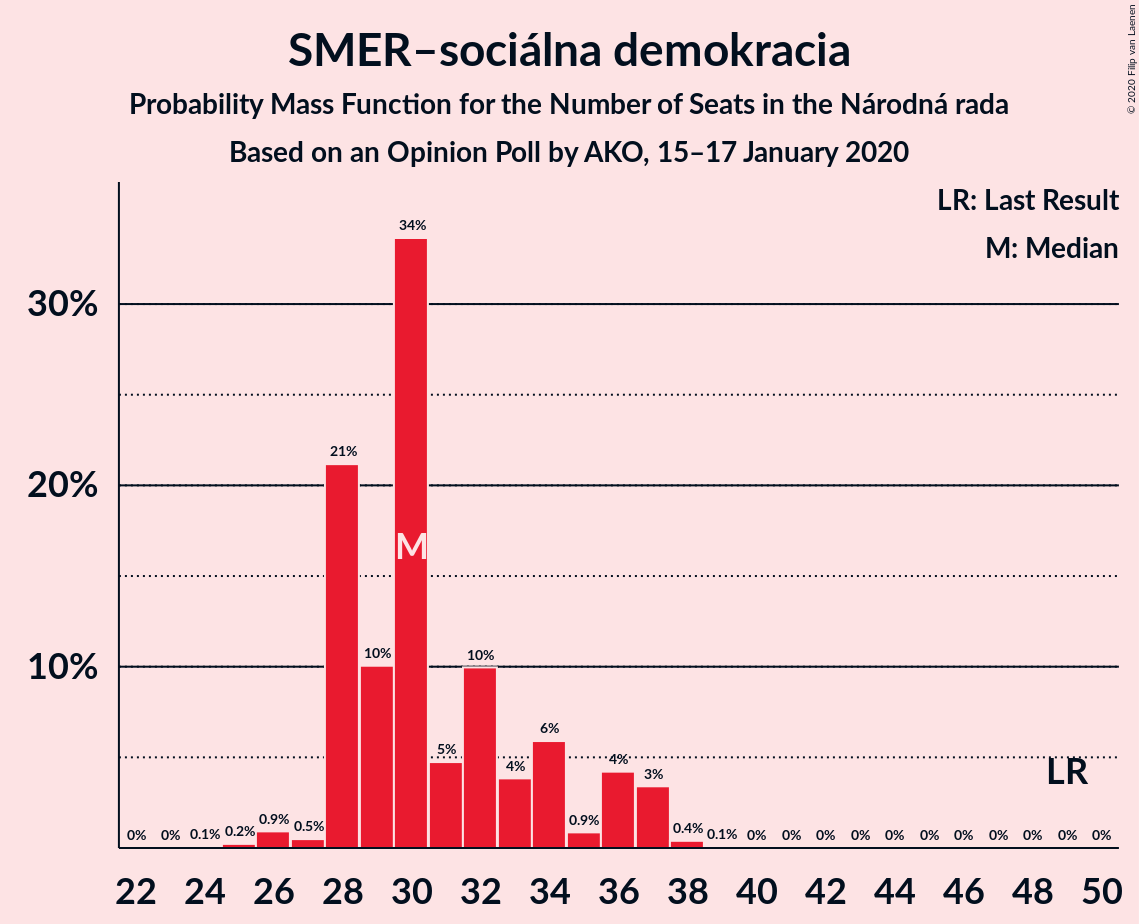 SMER–sociálna demokracia
Probability Mass Function for the Number of Seats in the Národná rada
Based on an Opinion Poll by AKO, 15–17 January 2020
© 2020 Filip van Laenen
LR: Last Result
M: Median
30%
20%
10%
0% 0% 0.1% 0.2% 0.9% 0.5% 21% 10% 34% 5% 10% 4% 6% 0.9% 4% 3% 0.4% 0.1% 0% 0% 0% 0% 0% 0% 0% 0% 0% 0% 0%
M
LR
22 24 26 28 30 32 34 36 38 40 42 44 46 48 50